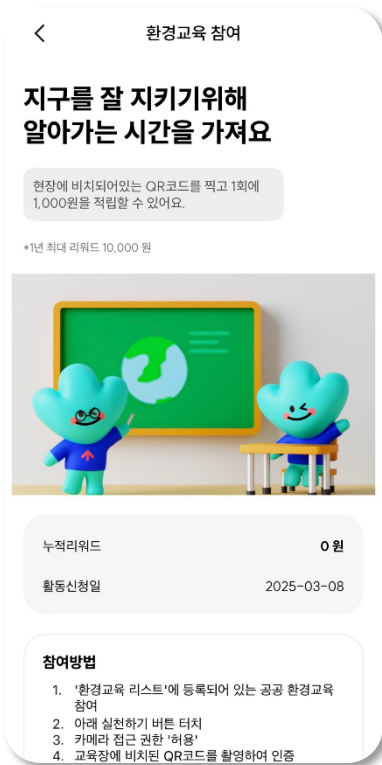 환경교육 참여
지구를 잘 지키기위해
알아가는 시간을 가져요
현장에 비치되어있는 QR코드를 찍고 1회에
1,000원을 적립할 수 있어요.
*1년 최대 리워드 10,000 원
누적리워드 0 원
활동신청일 2025-03-08
참여방법
1. '환경교육 리스트'에 등록되어 있는 공공 환경교육
참여
2. 아래 실천하기 버튼 터치
3. 카메라 접근 권한 '허용'
4. 교육장에 비치된 QR코드를 촬영하여 인증